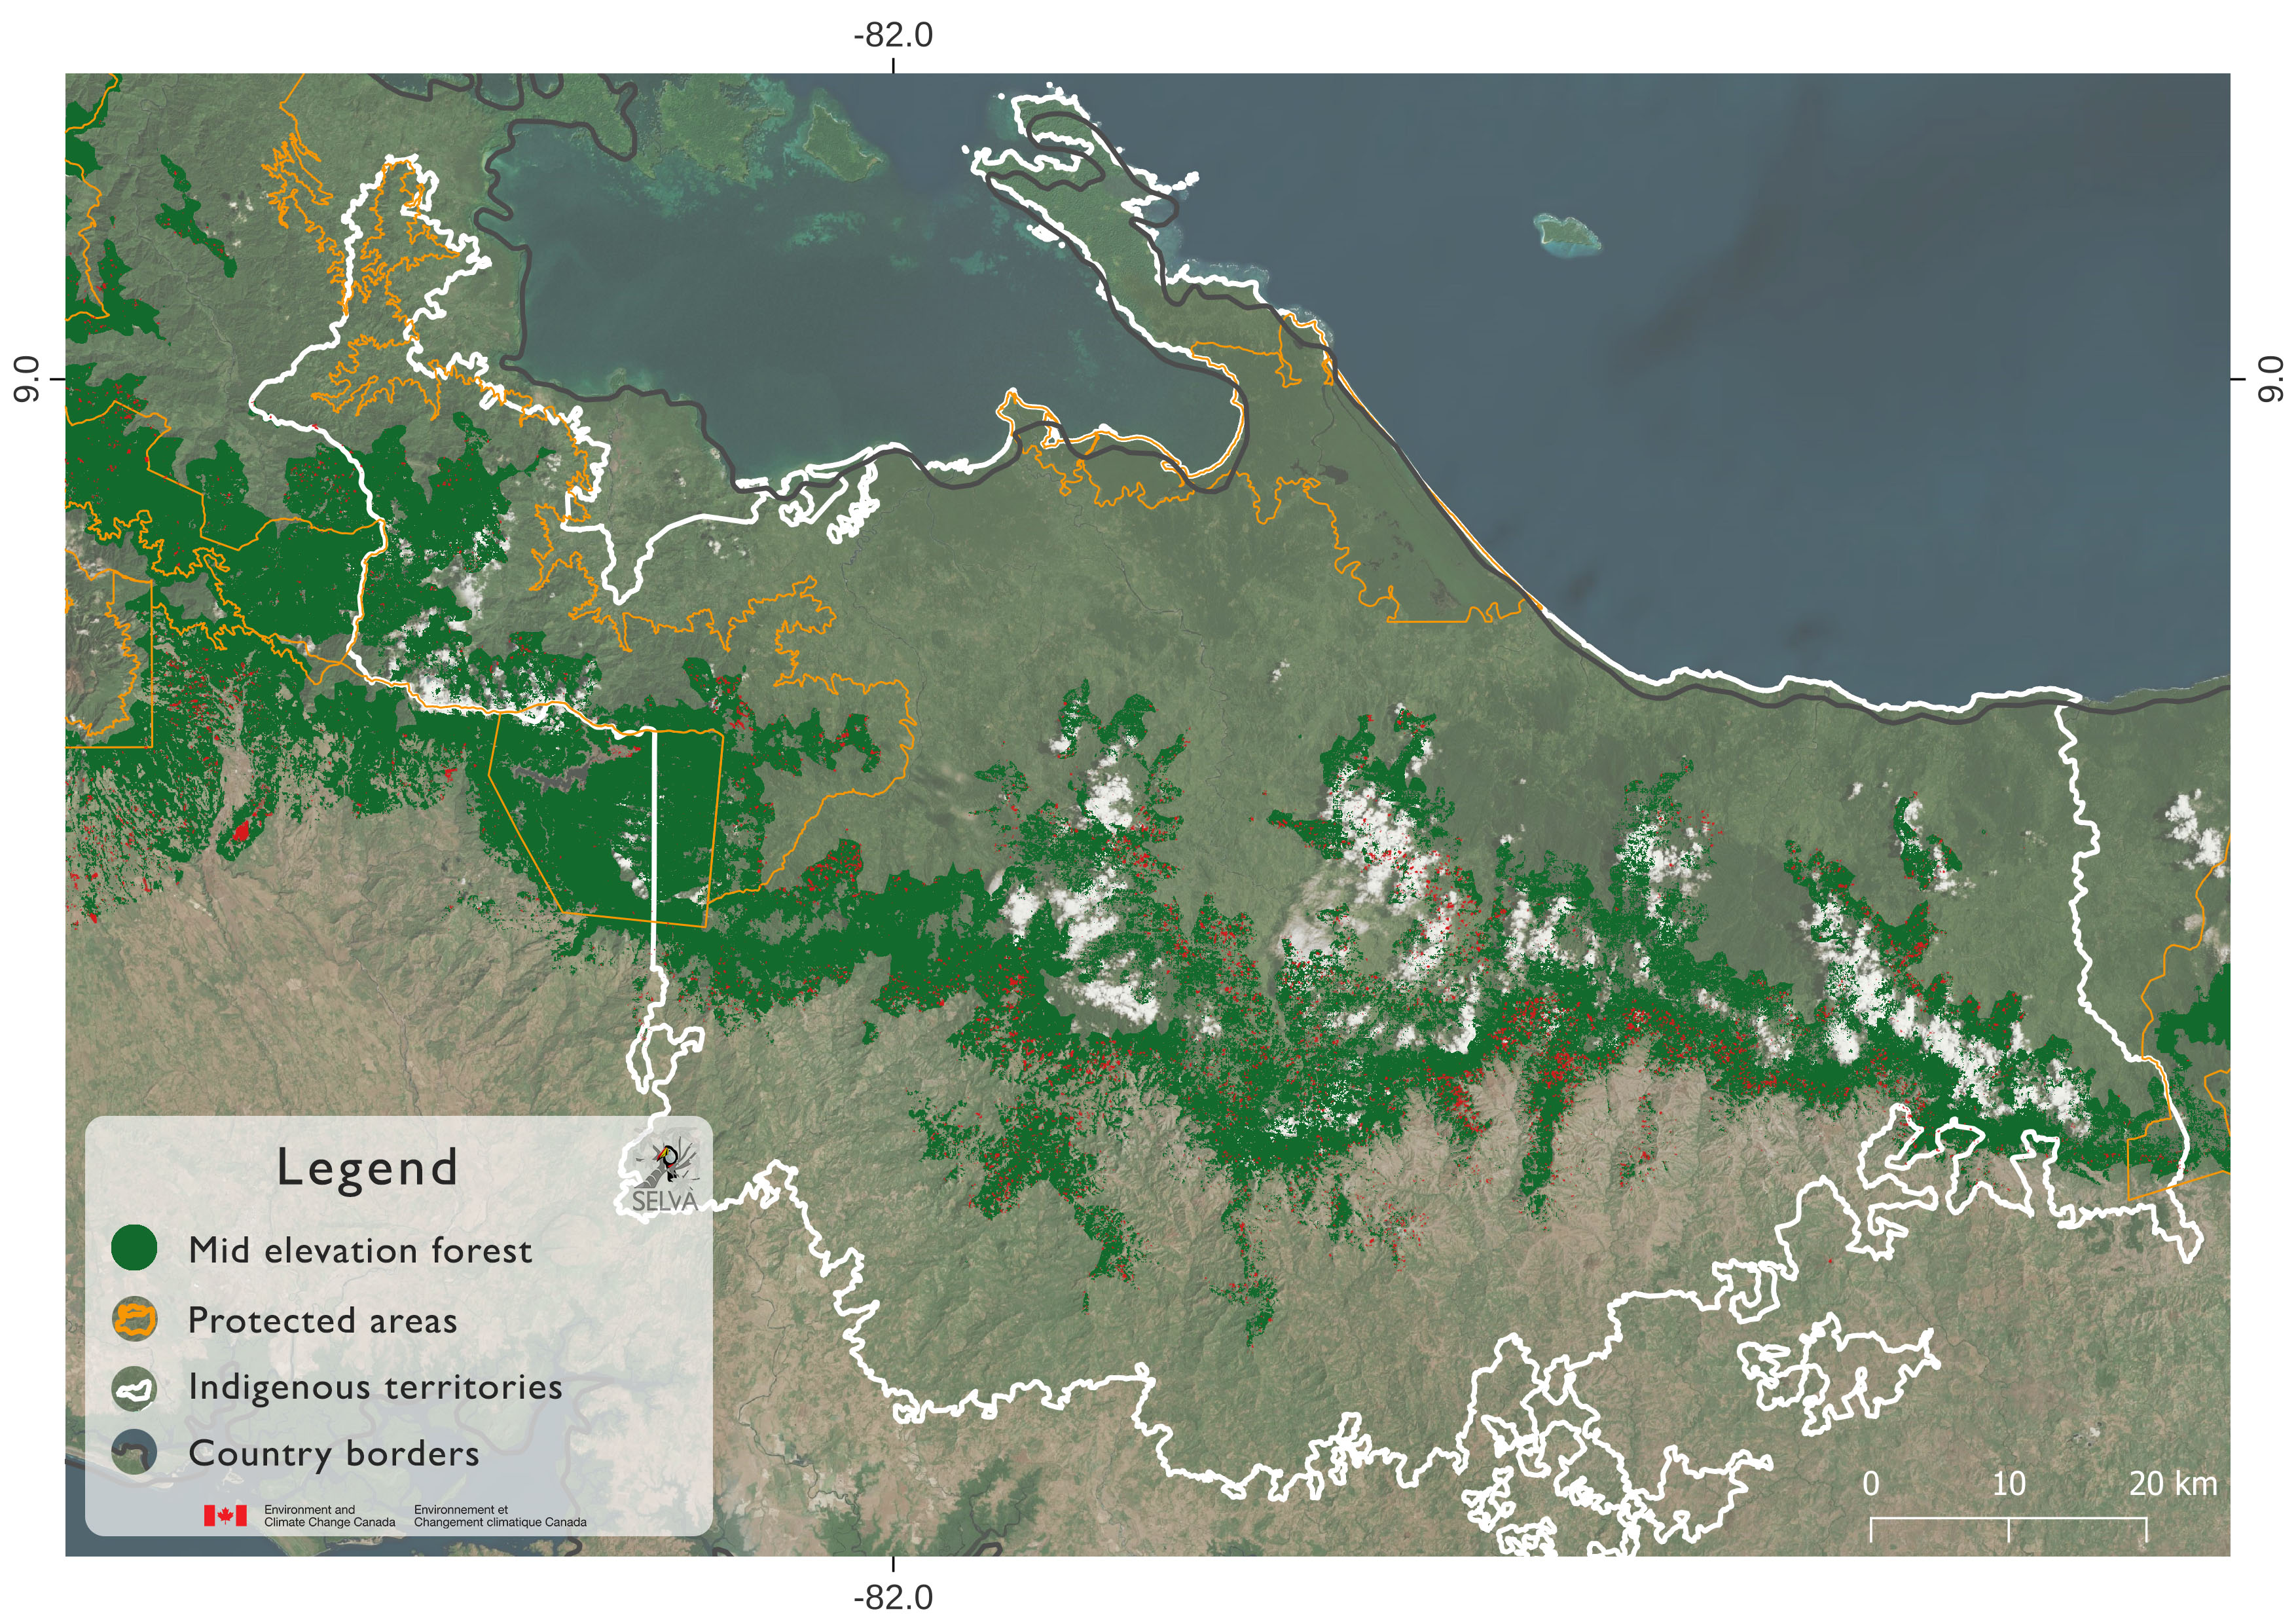 -82.0
9.0
9.0
Legend
SELVA
Mid elevation forest
Protected areas
Indigenous territories
Country borders
Environment and
Climate Change Canada
Environnement et
Changement climatique Canada
0 10 20 km
-82.0